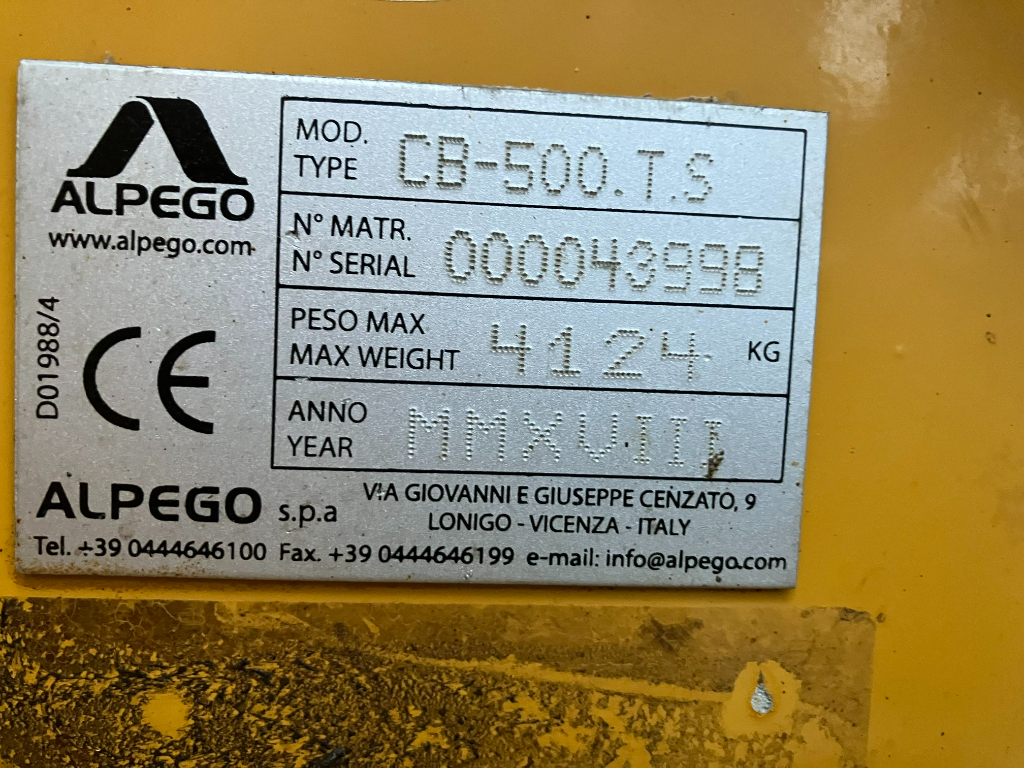 ALPEGO
www.alpego.com
D01988/4
CE
MOD.
TYPE
CB-500.T.S
N° MATR.
N° SERIAL
000043998
PESO MAX
MAX WEIGHT
4124
KG
ANNO
YEAR
MMXVIII
ALPEGO s.p.a
VIA GIOVANNI E GIUSEPPE CENZATO, 9
LONIGO - VICENZA - ITALY
Tel. +39 0444646100 Fax. +39 0444646199 e-mail: info@alpego.com